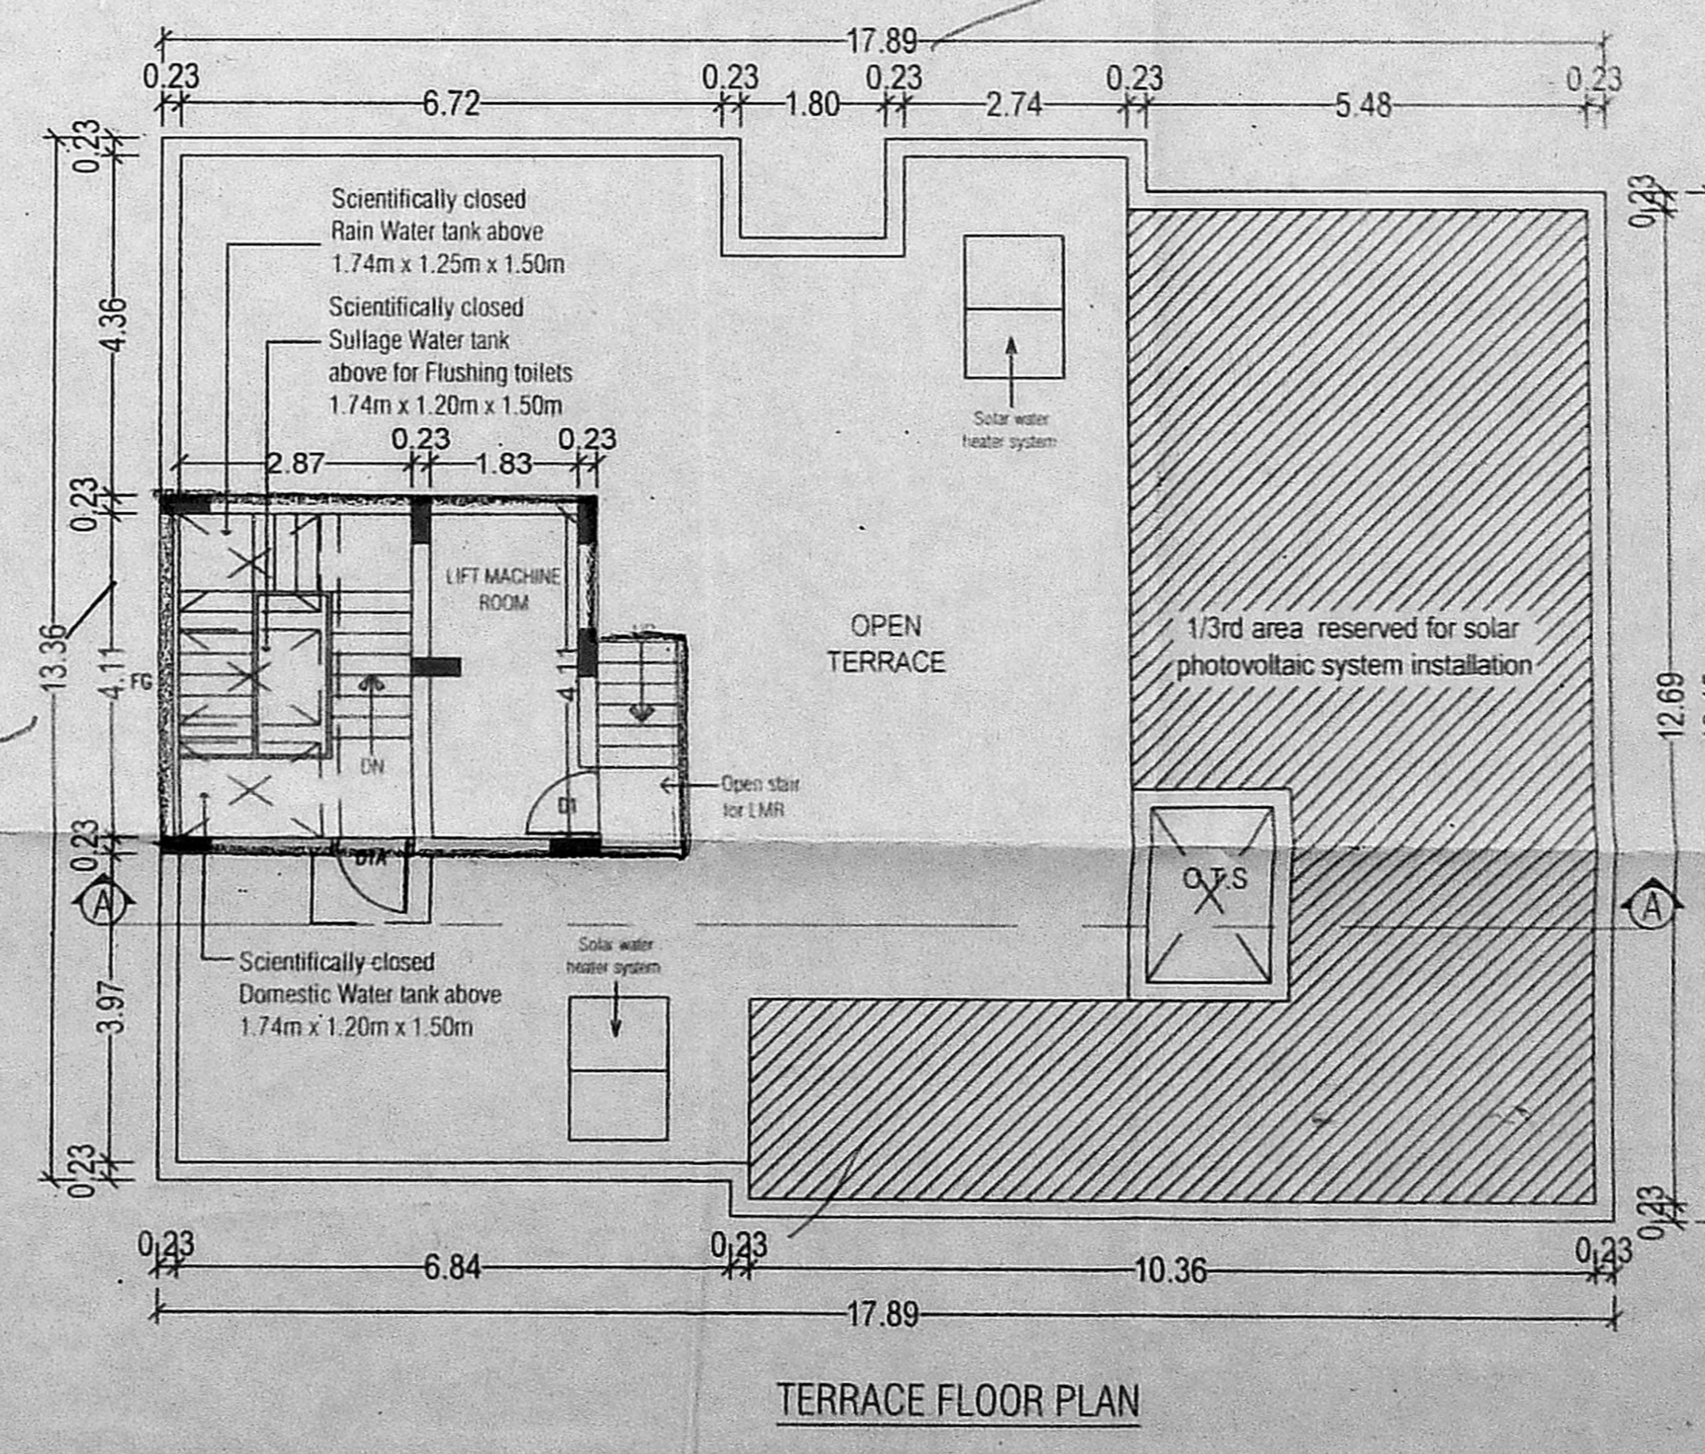 17.89
0.23 0.23 0.23 0.23 0.23
6.72 1.80 2.74 5.48
0.23
4.36
0.23
4.11
0.23
3.97
0.23
13.36
FG
Scientifically closed
Rain Water tank above
1.74m x 1.25m x 1.50m
Scientifically closed
Sullage Water tank
above for Flushing toilets
1.74m x 1.20m x 1.50m
0.23 0.23
2.87 1.83
LIFT MACHINE
ROOM
4.11
DN
D1
D1A
Open stair
for LMR
Solar water
heater system
OPEN
TERRACE
1/3rd area reserved for solar
photovoltaic system installation
O.T.S
0.23
12.69
0.23
A A
Scientifically closed
Domestic Water tank above
1.74m x 1.20m x 1.50m
Solar water
heater system
0.23 0.23 0.23
6.84 10.36
17.89
TERRACE FLOOR PLAN